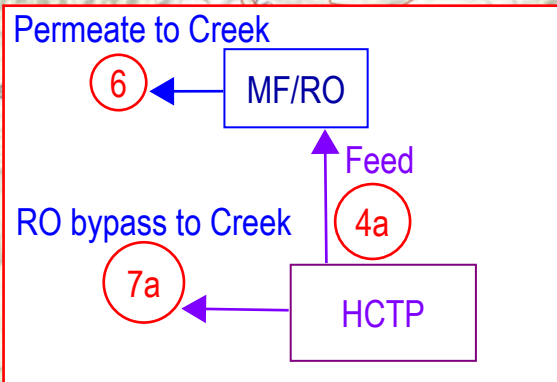 Permeate to Creek
6
MF/RO
Feed
4a
RO bypass to Creek
7a
HCTP